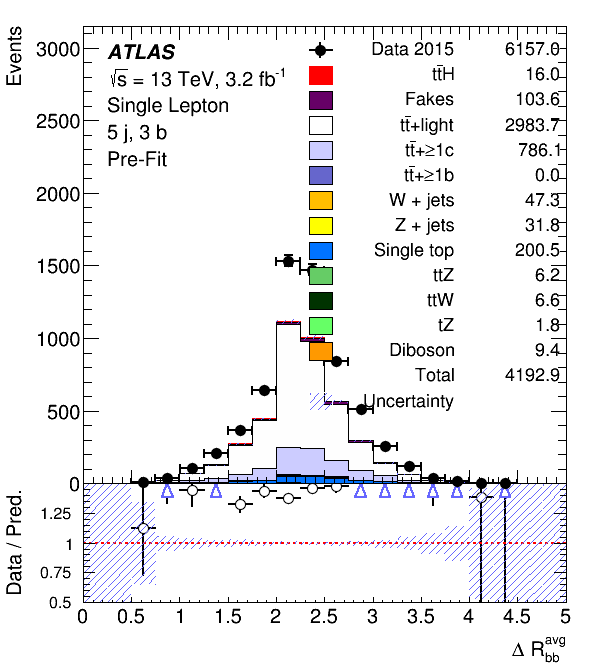 Events
3000
2500
2000
1500
1000
500
0
ATLAS
√s = 13 TeV, 3.2 fb-1
Single Lepton
5 j, 3 b
Pre-Fit
Data 2015 6157.0
tt̄H 16.0
Fakes 103.6
tt̄+light 2983.7
tt̄+≥1c 786.1
tt̄+≥1b 0.0
W + jets 47.3
Z + jets 31.8
Single top 200.5
ttZ 6.2
ttW 6.6
tZ 1.8
Diboson 9.4
Total 4192.9
Uncertainty
Data / Pred.
1.25
1
0.75
0.5
0 0.5 1 1.5 2 2.5 3 3.5 4 4.5 5
Δ R avg bb